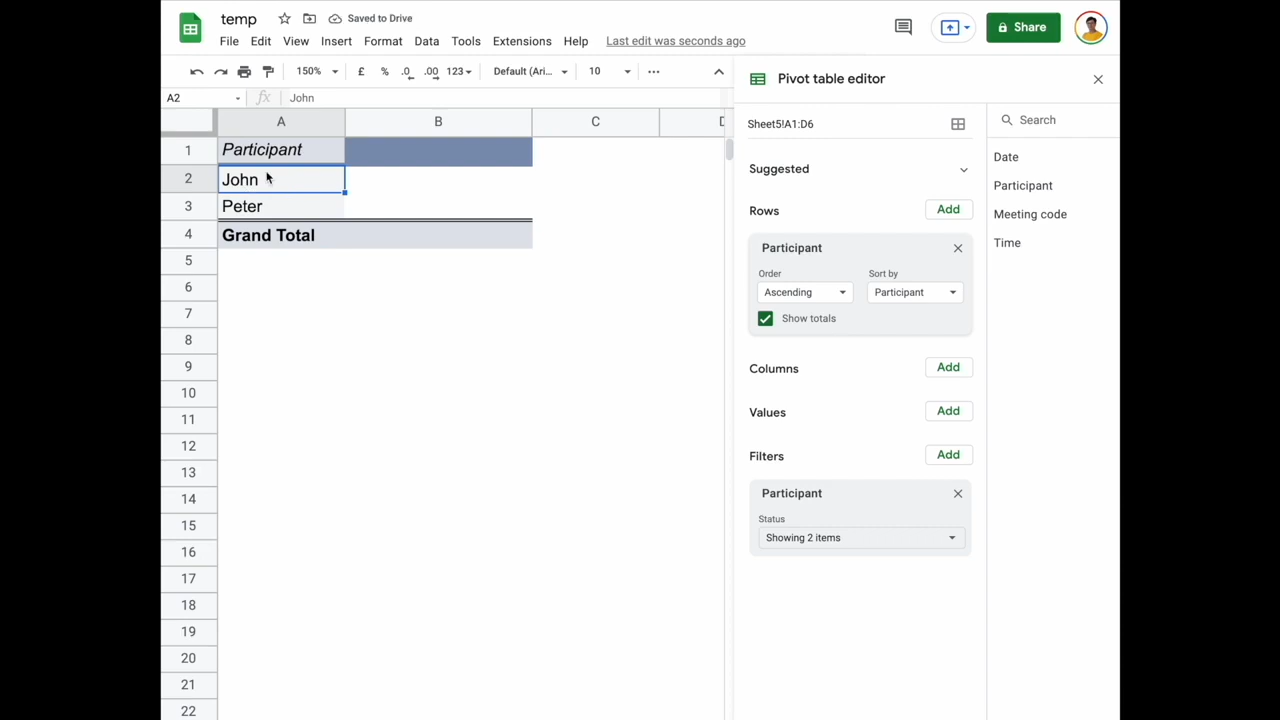 temp Saved to Drive
File Edit View Insert Format Data Tools Extensions Help Last edit was seconds ago
Share
150% £ % .0 .00 123 Default (Ari... 10
A2 fx John
A B C D
1 Participant
2 John
3 Peter
4 Grand Total
5
6
7
8
9
10
11
12
13
14
15
16
17
18
19
20
21
22
Pivot table editor
Sheet5!A1:D6
Suggested
Rows Add
Participant
Order Sort by
Ascending Participant
Show totals
Columns Add
Values Add
Filters Add
Participant
Status
Showing 2 items
Search
Date
Participant
Meeting code
Time